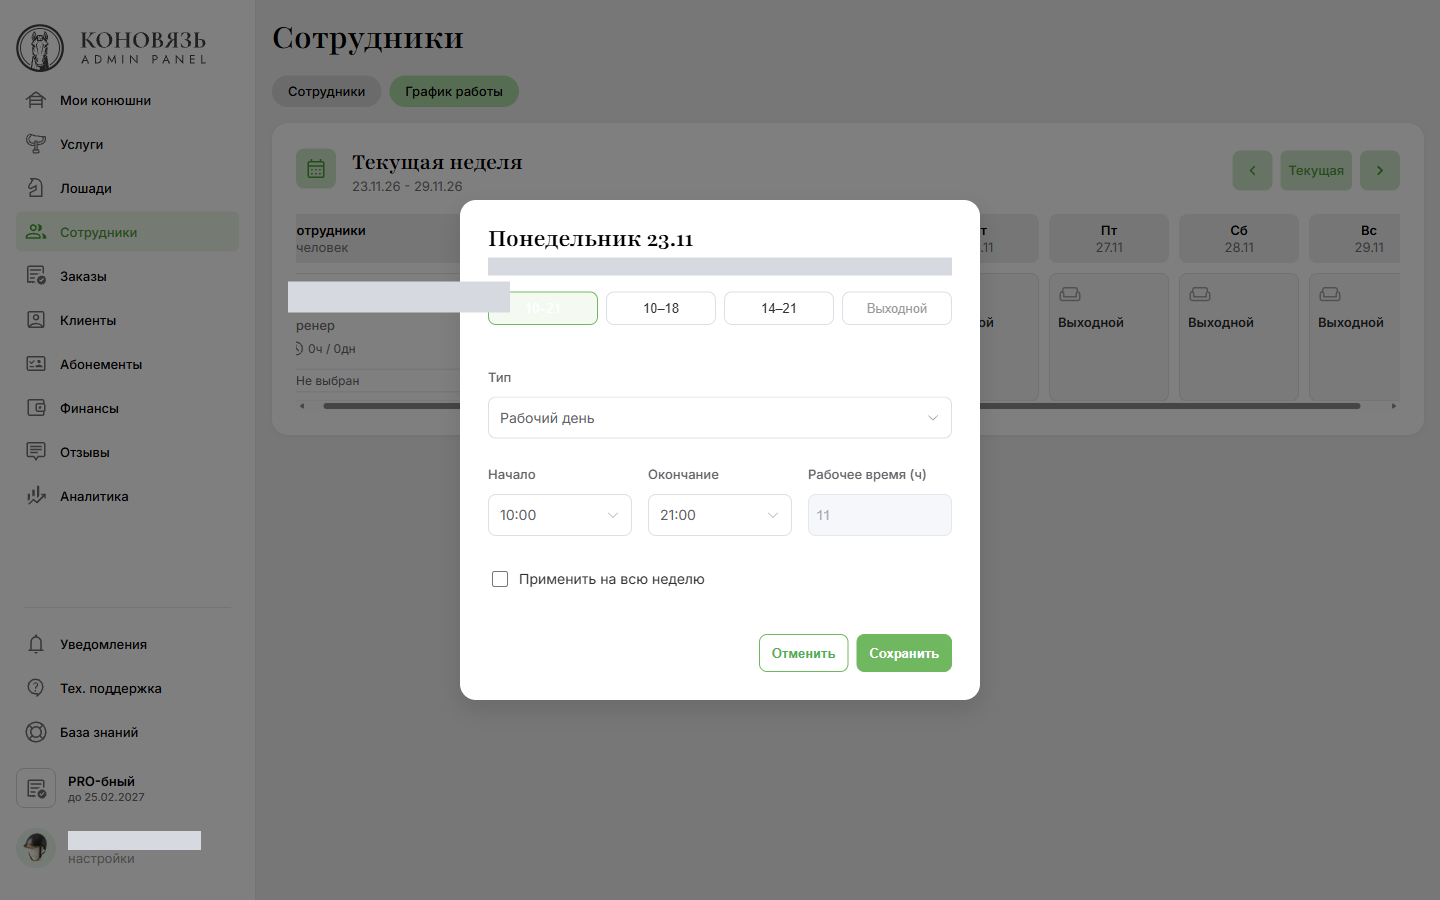 КОНОВЯЗЬ
ADMIN PANEL
Мои конюшни
Услуги
Лошади
Сотрудники
Заказы
Клиенты
Абонементы
Финансы
Отзывы
Аналитика
Уведомления
Тех. поддержка
База знаний
PRO-бный
до 25.02.2027
настройки
Сотрудники
Сотрудники
График работы
Текущая неделя
23.11.26 - 29.11.26
Текущая
отрудники
человек
т
.11
Пт
27.11
Сб
28.11
Вс
29.11
ренер
0ч / 0дн
Не выбран
ой
Выходной
Выходной
Выходной
Понедельник 23.11
10–21
10–18
14–21
Выходной
Тип
Рабочий день
Начало
Окончание
Рабочее время (ч)
10:00
21:00
11
Применить на всю неделю
Отменить
Сохранить